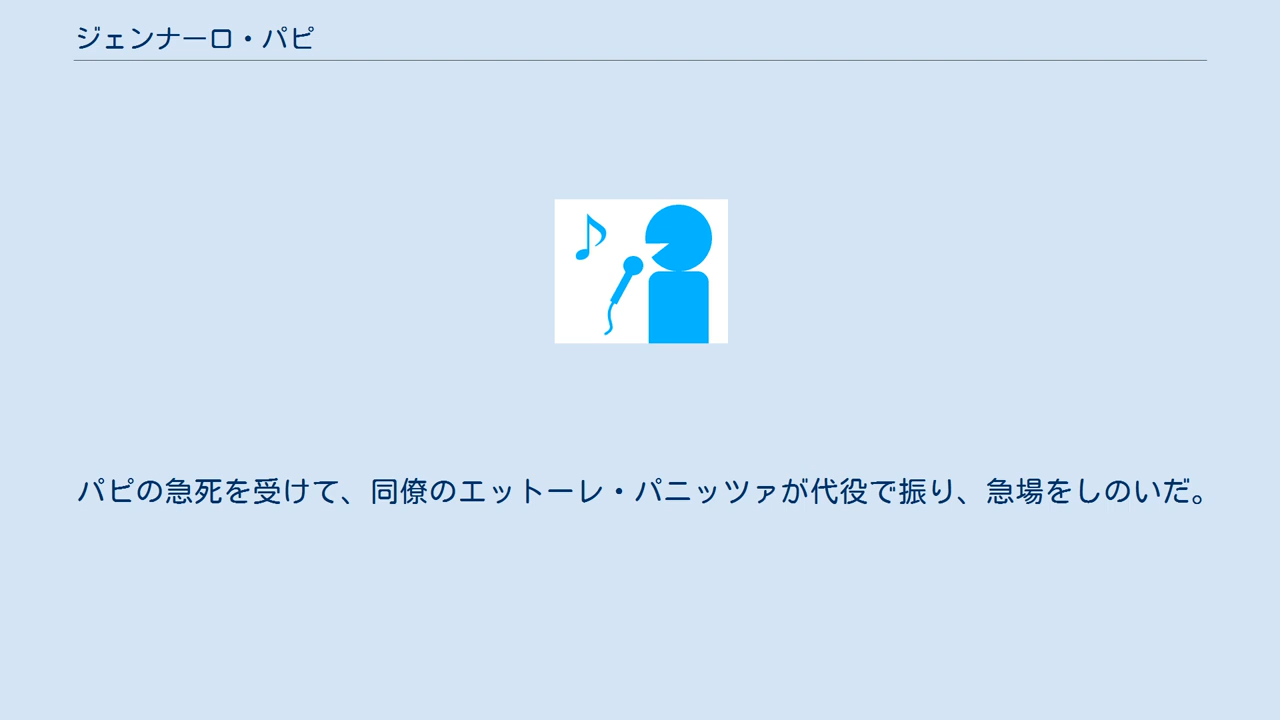 ジェンナーロ・パピ
パピの急死を受けて、同僚のエットーレ・パニッツァが代役で振り、急場をしのいだ。